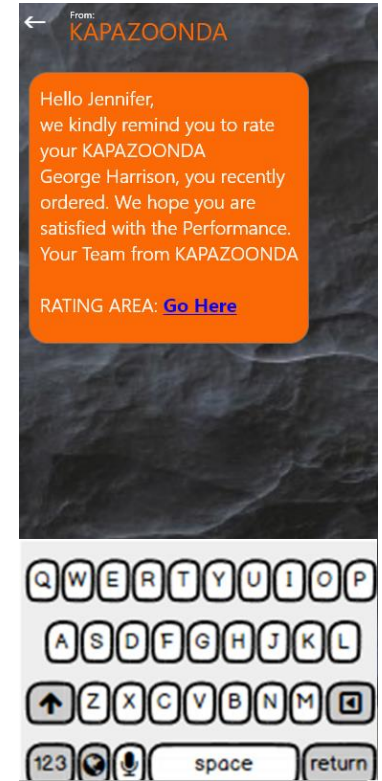 From:
KAPAZOONDA
Hello Jennifer,
we kindly remind you to rate
your KAPAZOONDA
George Harrison, you recently
ordered. We hope you are
satisfied with the Performance.
Your Team from KAPAZOONDA
RATING AREA: Go Here
Q W E R T Y U I O P
A S D F G H J K L
Z X C V B N M
123 space return